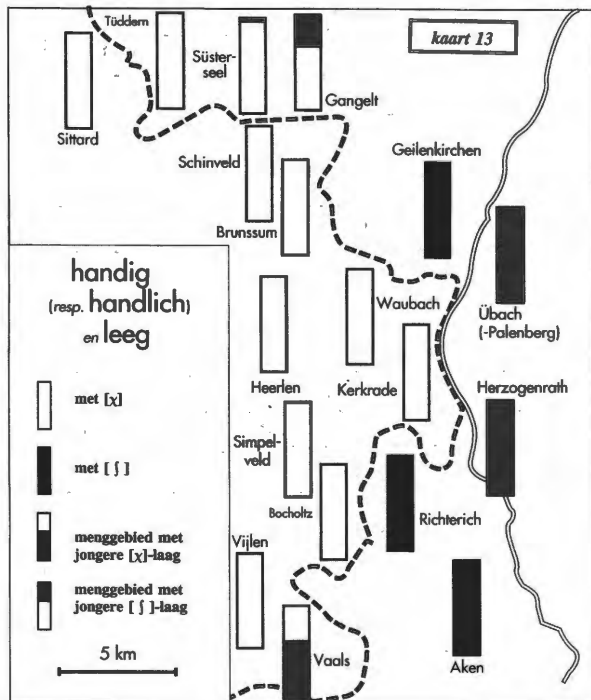 Tüddern
kaart 13
Süster-
seel
Sittard
Gangelt
Schinveld
Geilenkirchen
Brunssum
handig
(resp. handlich)
en leeg
Waubach
Übach
(-Palenberg)
Heerlen
Kerkrade
Herzogenrath
met [χ]
Simpel-
veld
met [ ʃ ]
Bocholtz
Richterich
menggebied met
jongere [χ]-laag
Vijlen
menggebied met
jongere [ ʃ ]-laag
5 km
Vaals
Aken